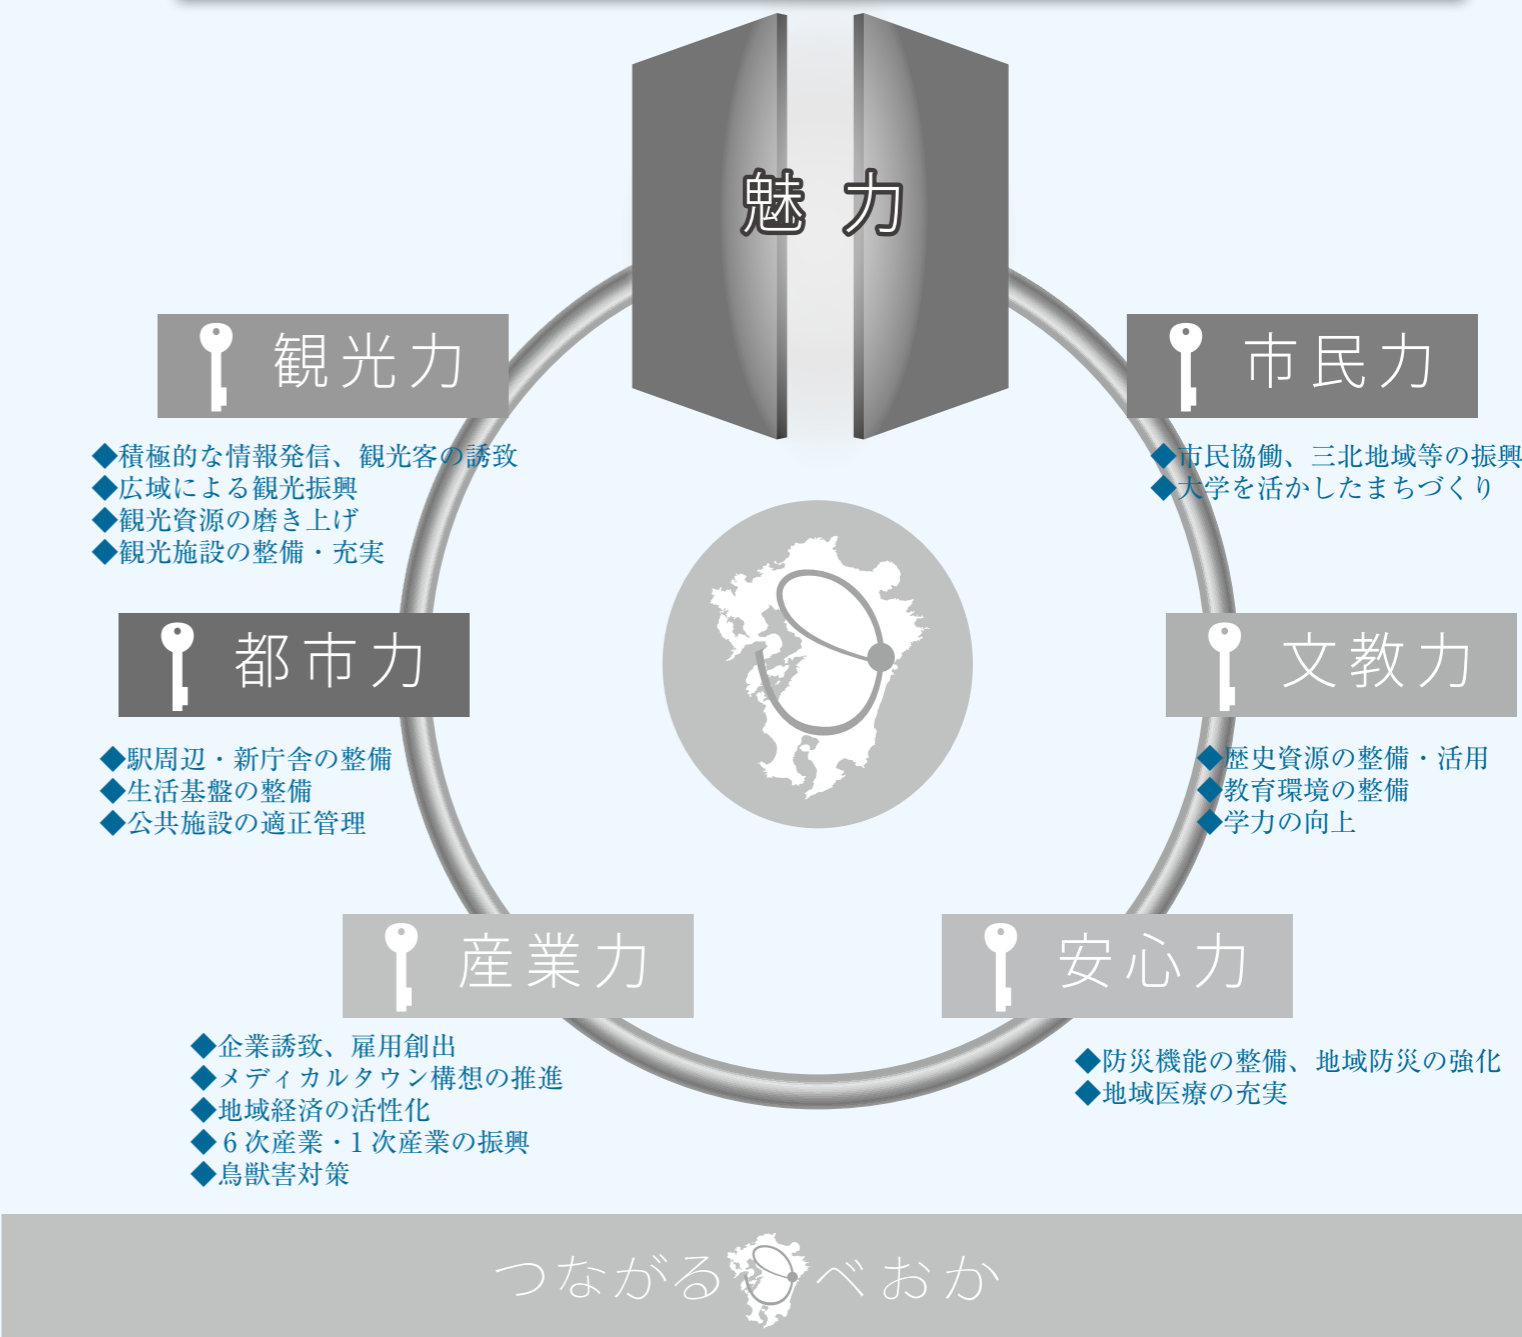 魅力
観光力
◆積極的な情報発信、観光客の誘致
◆広域による観光振興
◆観光資源の磨き上げ
◆観光施設の整備・充実
市民力
◆市民協働、三北地域等の振興
◆大学を活かしたまちづくり
都市力
◆駅周辺・新庁舎の整備
◆生活基盤の整備
◆公共施設の適正管理
文教力
◆歴史資源の整備・活用
◆教育環境の整備
◆学力の向上
産業力
◆企業誘致、雇用創出
◆メディカルタウン構想の推進
◆地域経済の活性化
◆6次産業・1次産業の振興
◆鳥獣害対策
安心力
◆防災機能の整備、地域防災の強化
◆地域医療の充実
つながるべおか